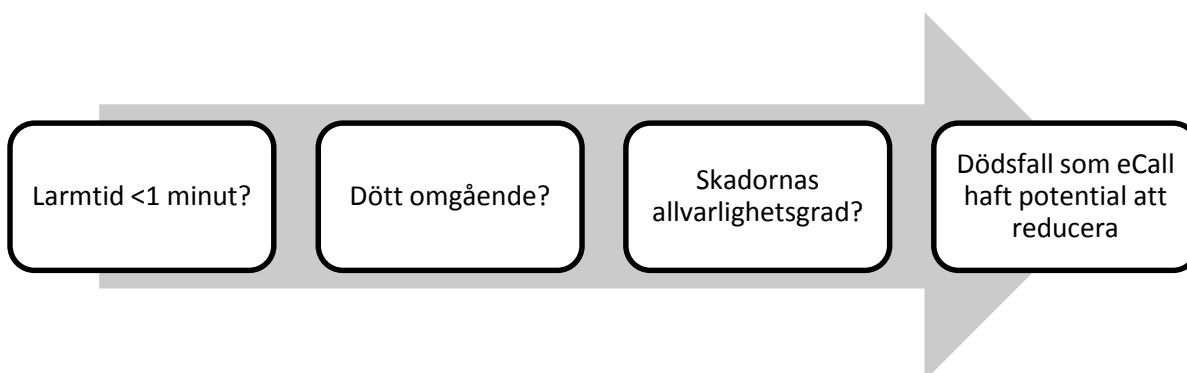 Larmtid <1 minut?
Dött omgående?
Skadornas
allvarlighetsgrad?
Dödsfall som eCall
haft potential att
reducera